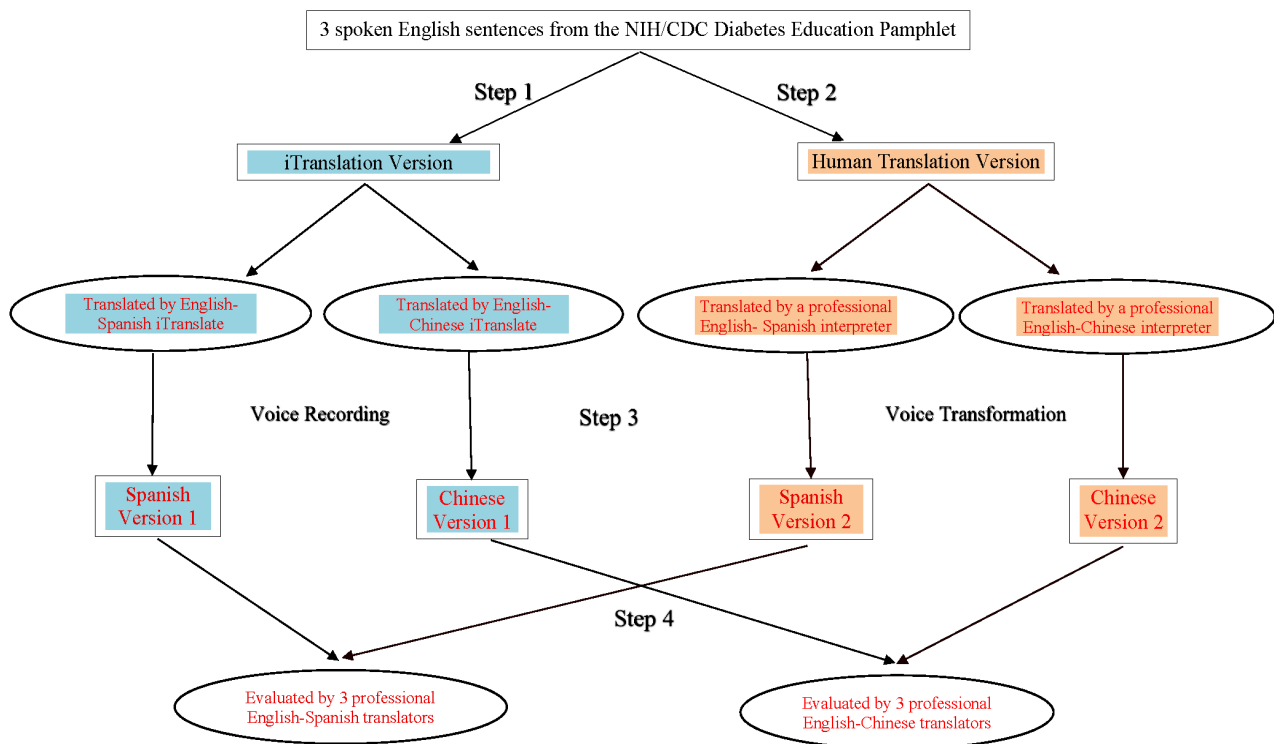 3 spoken English sentences from the NIH/CDC Diabetes Education Pamphlet
Step 1
Step 2
iTranslation Version
Human Translation Version
Translated by English-
Spanish iTranslate
Translated by English-
Chinese iTranslate
Translated by a professional
English- Spanish interpreter
Translated by a professional
English-Chinese interpreter
Voice Recording
Step 3
Voice Transformation
Spanish
Version 1
Chinese
Version 1
Spanish
Version 2
Chinese
Version 2
Step 4
Evaluated by 3 professional
English-Spanish translators
Evaluated by 3 professional
English-Chinese translators